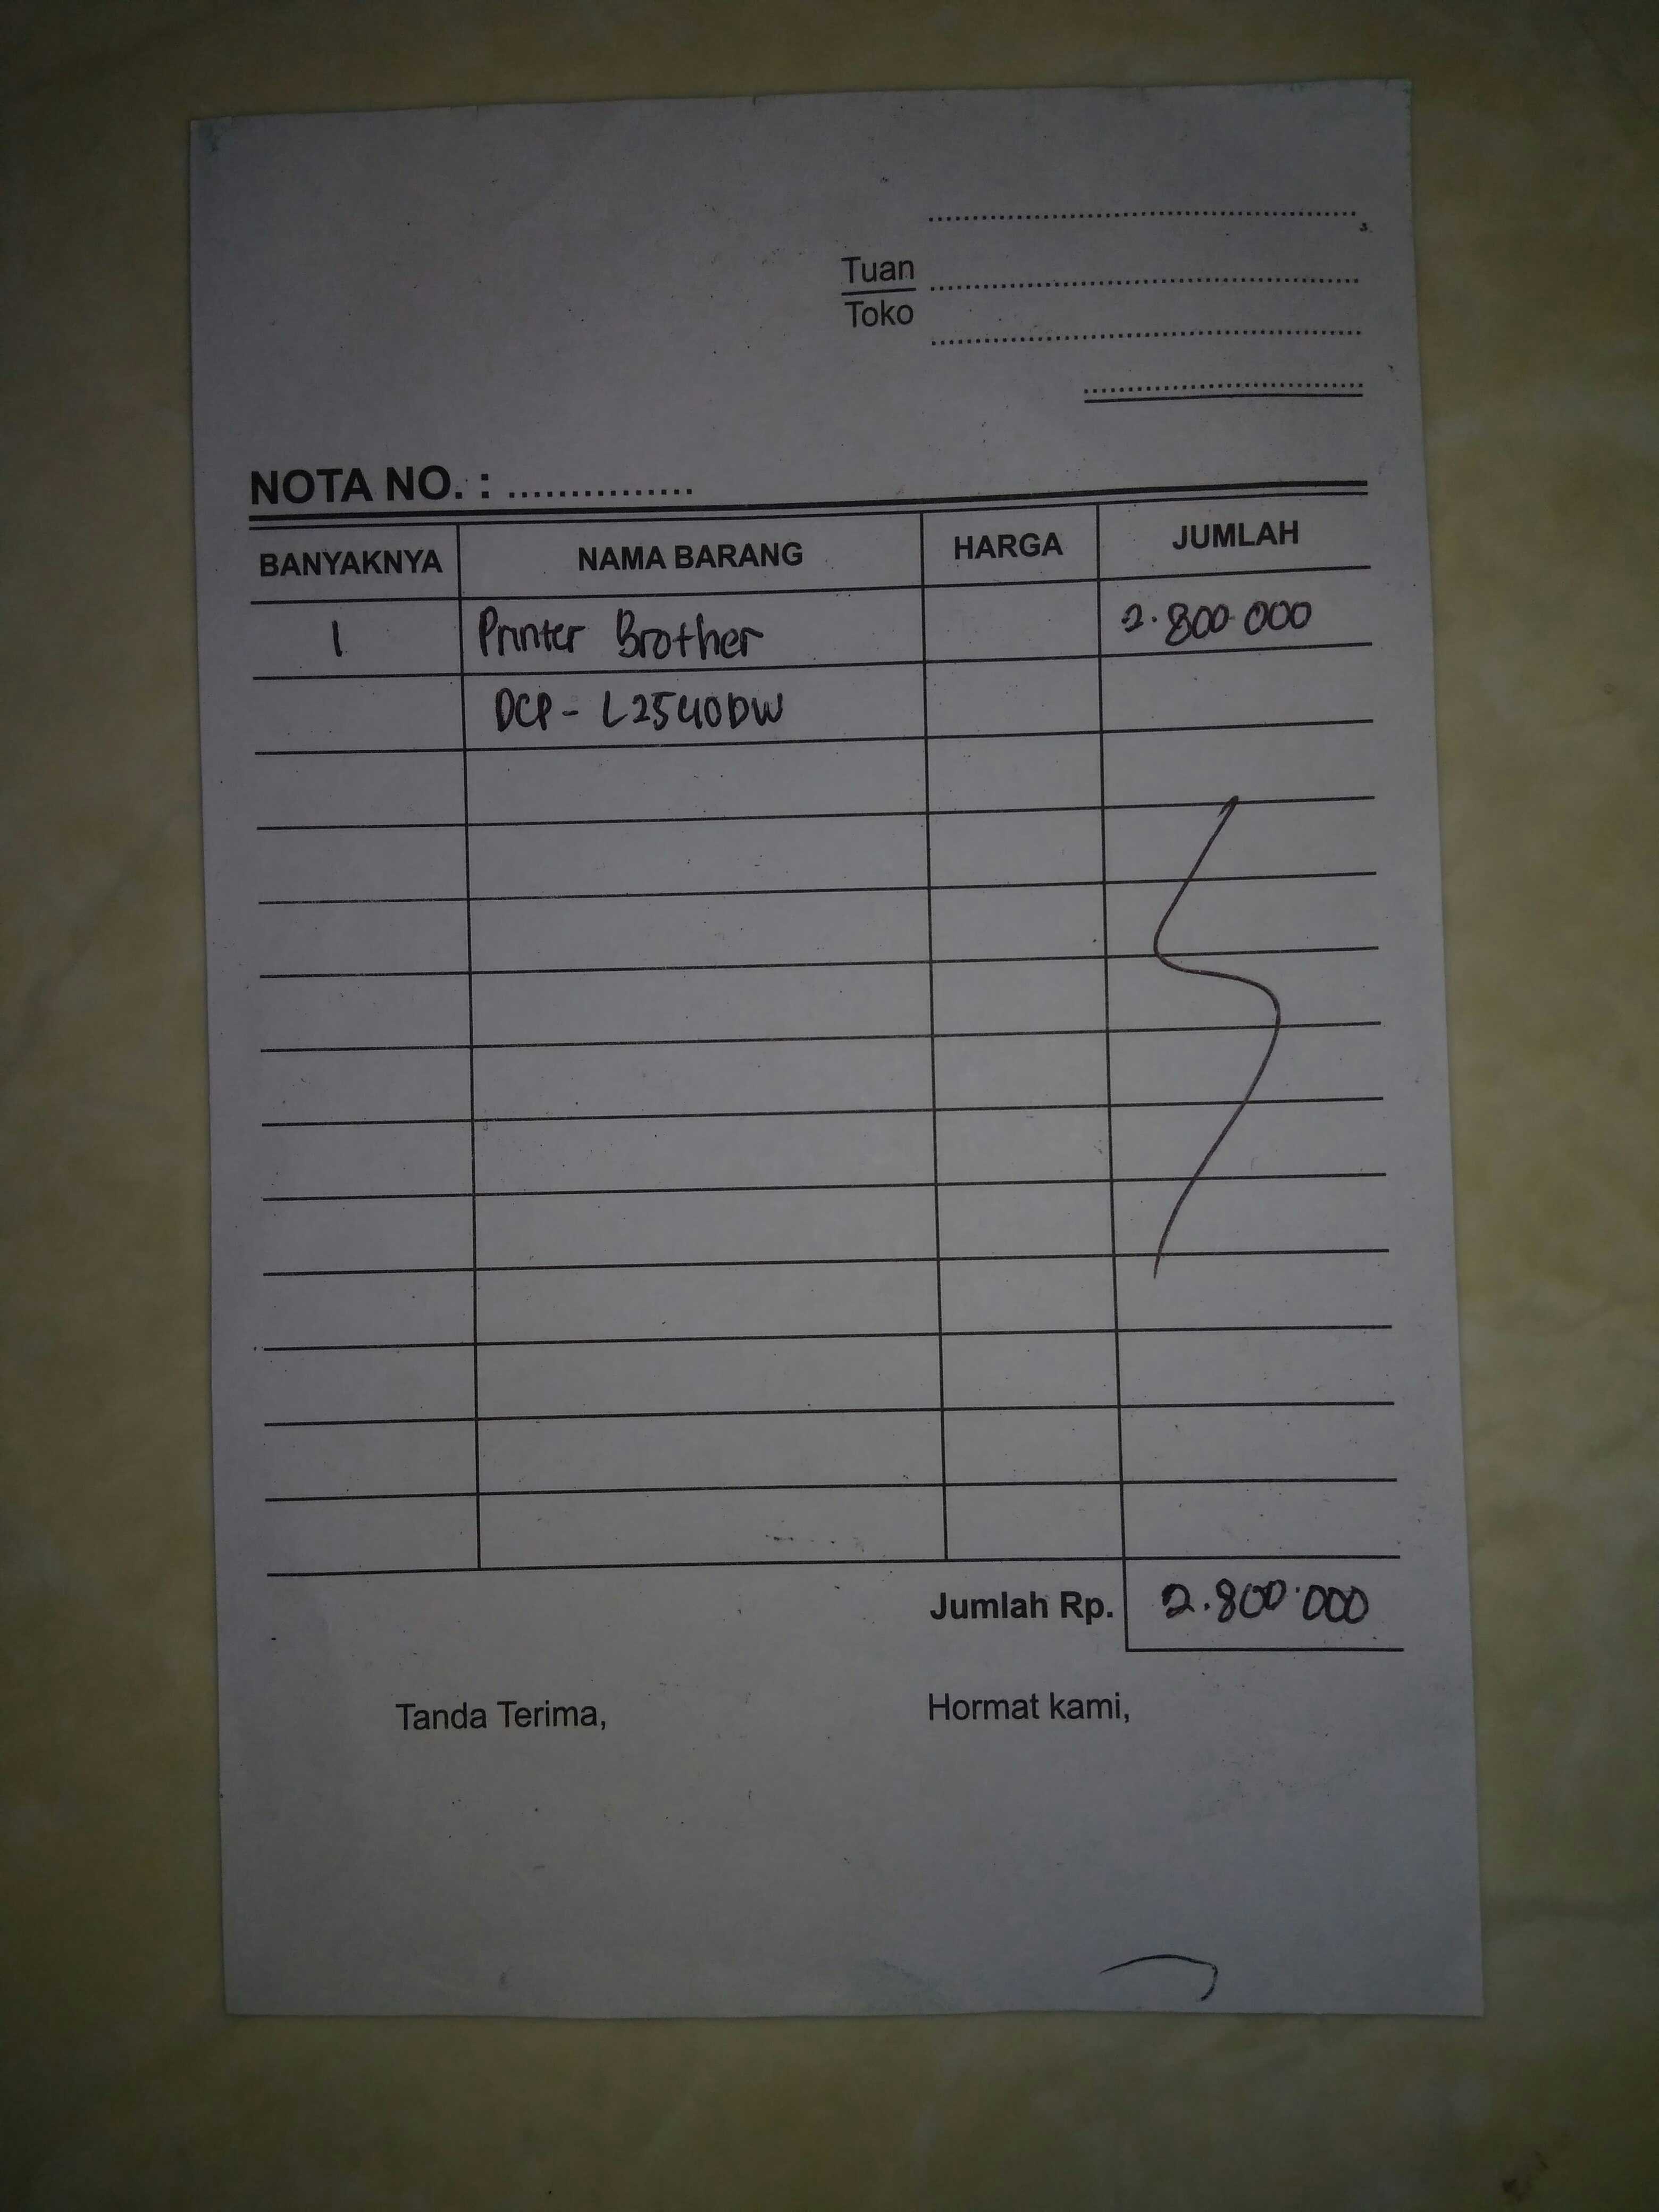 Tuan
Toko
NOTA NO. : ...............
BANYAKNYA NAMA BARANG HARGA JUMLAH
1 Printer Brother 2.800.000
DCP - L2540DW
Jumlah Rp. 2.800.000
Tanda Terima, Hormat kami,